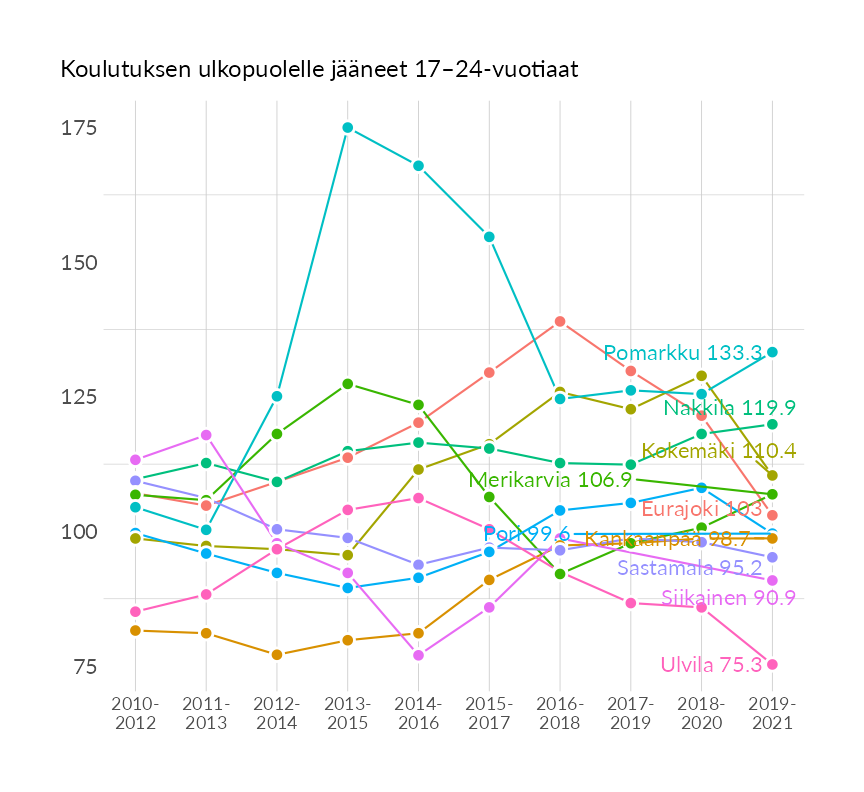 Koulutuksen ulkopuolelle jääneet 17–24-vuotiaat
175
150
125
100
75
Pomarkku 133.3
Nakkila 119.9
Kokemäki 110.4
Merikarvia 106.9
Eurajoki 103
Pori 99.6
Kankaanpää 98.7
Sastamala 95.2
Siikainen 90.9
Ulvila 75.3
2010-
2012
2011-
2013
2012-
2014
2013-
2015
2014-
2016
2015-
2017
2016-
2018
2017-
2019
2018-
2020
2019-
2021